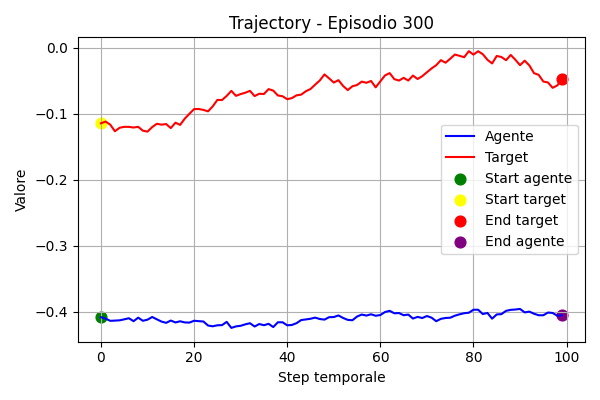 Trajectory - Episodio 300
Valore
0.0
−0.1
−0.2
−0.3
−0.4
Agente
Target
Start agente
Start target
End target
End agente
0
20
40
60
80
100
Step temporale